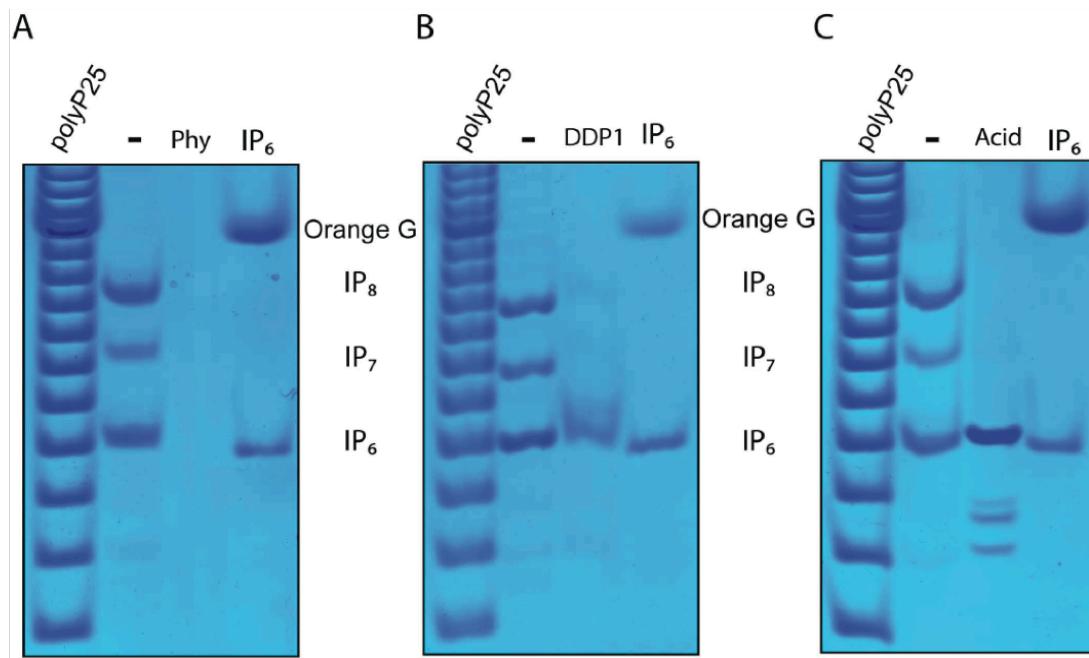 A
polyP25
-
Phy
IP₆
B
polyP25
-
DDP1
IP₆
C
polyP25
-
Acid
IP₆
Orange G
IP₈
IP₇
IP₆
Orange G
IP₈
IP₇
IP₆